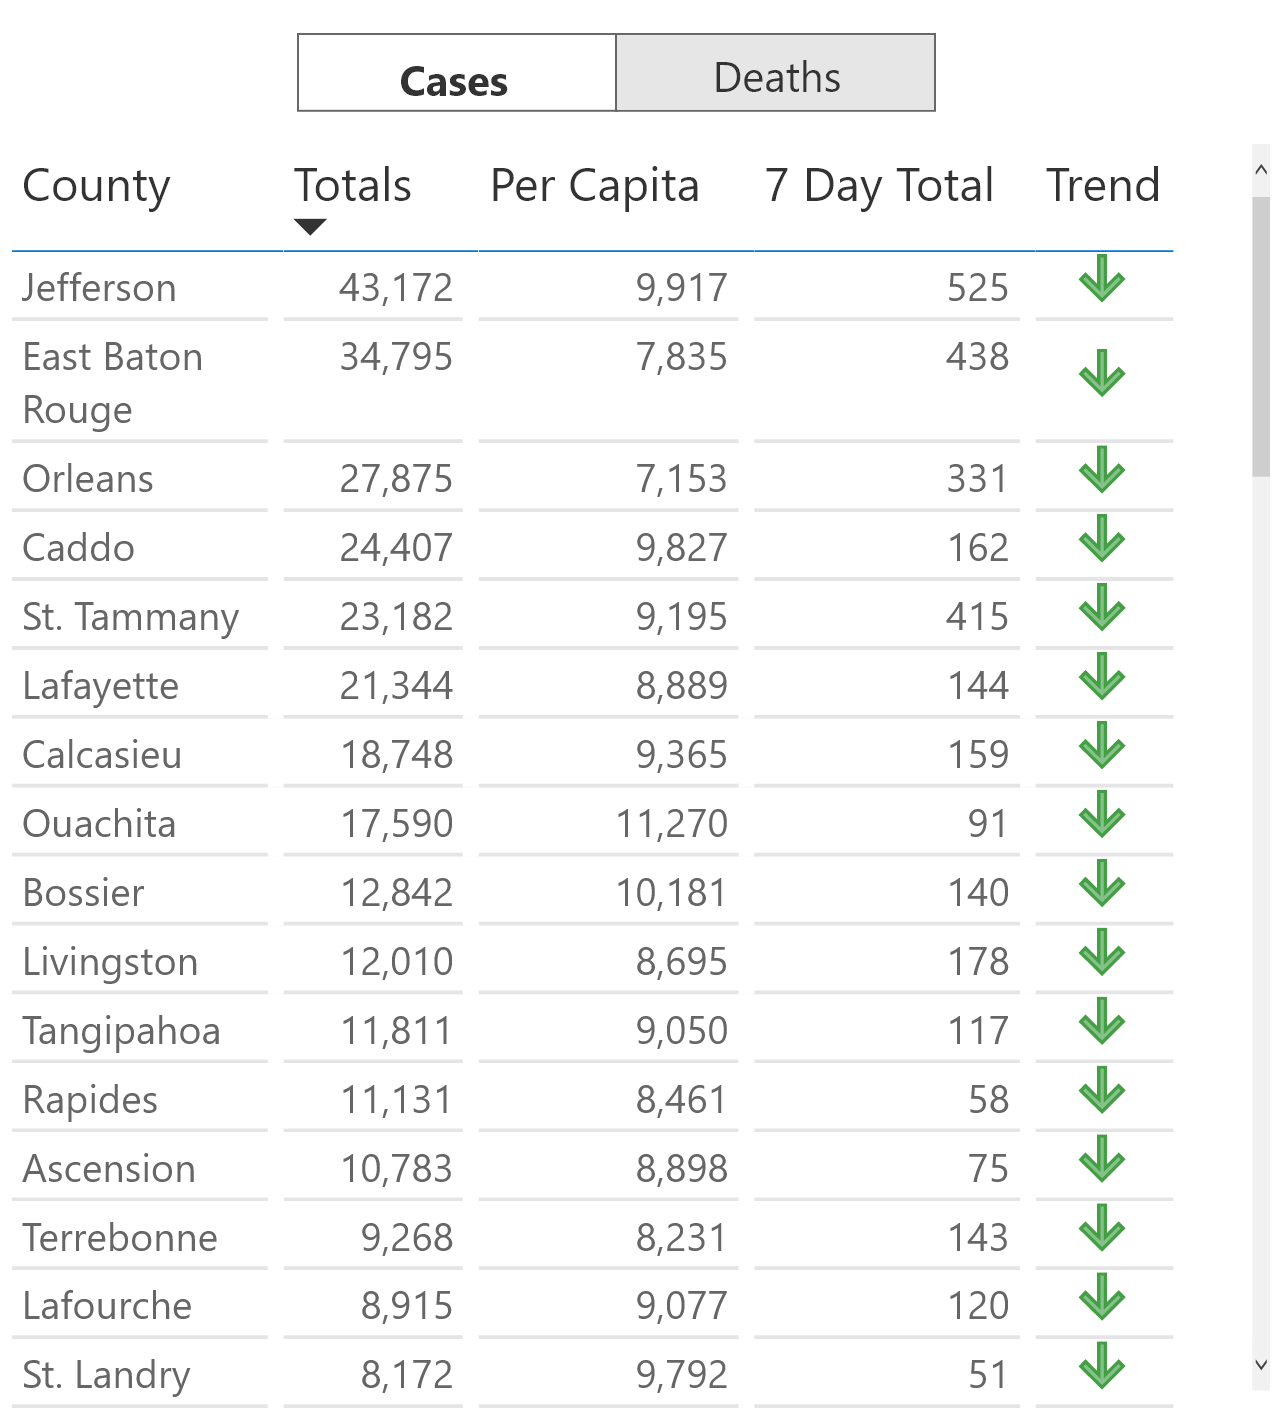 Cases Deaths
County Totals Per Capita 7 Day Total Trend
Jefferson 43,172 9,917 525
East Baton 34,795 7,835 438
Rouge
Orleans 27,875 7,153 331
Caddo 24,407 9,827 162
St. Tammany 23,182 9,195 415
Lafayette 21,344 8,889 144
Calcasieu 18,748 9,365 159
Ouachita 17,590 11,270 91
Bossier 12,842 10,181 140
Livingston 12,010 8,695 178
Tangipahoa 11,811 9,050 117
Rapides 11,131 8,461 58
Ascension 10,783 8,898 75
Terrebonne 9,268 8,231 143
Lafourche 8,915 9,077 120
St. Landry 8,172 9,792 51